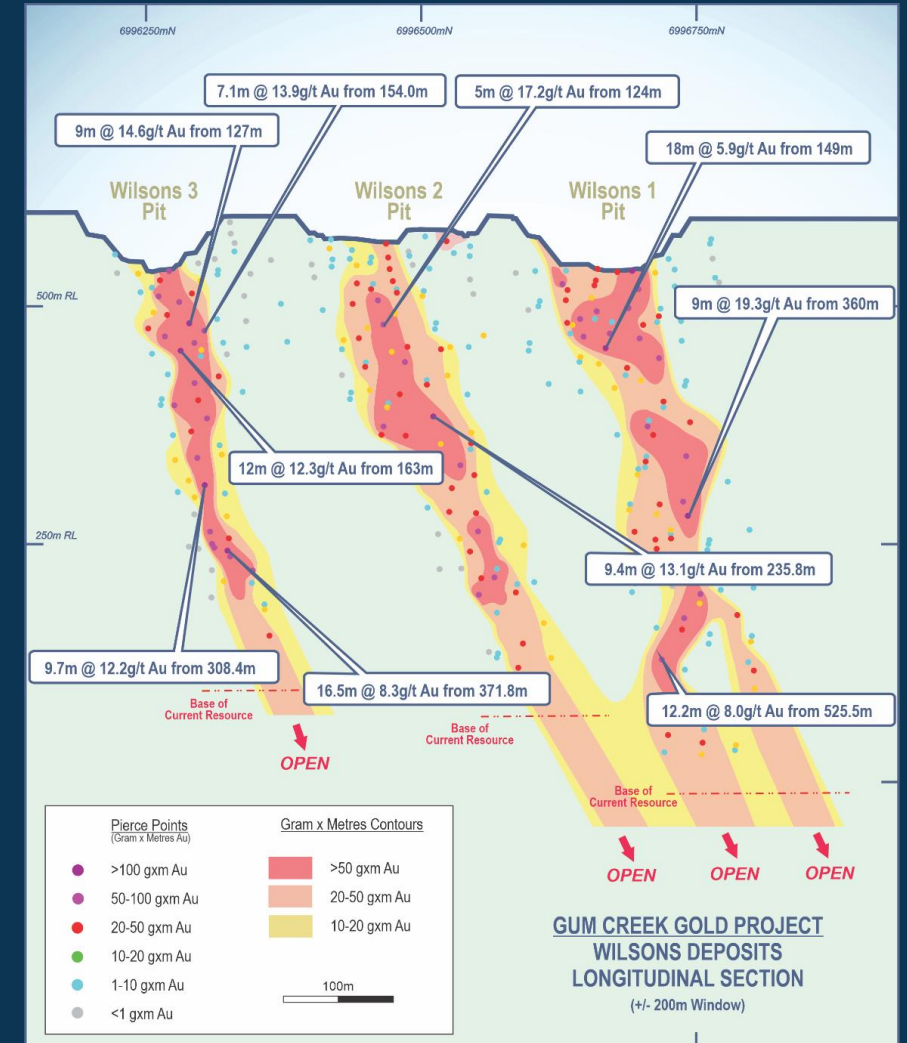 6996250mN
6996500mN
6996750mN
7.1m @ 13.9g/t Au from 154.0m
5m @ 17.2g/t Au from 124m
9m @ 14.6g/t Au from 127m
18m @ 5.9g/t Au from 149m
Wilsons 3
Pit
Wilsons 2
Pit
Wilsons 1
Pit
500m RL
9m @ 19.3g/t Au from 360m
12m @ 12.3g/t Au from 163m
250m RL
9.4m @ 13.1g/t Au from 235.8m
9.7m @ 12.2g/t Au from 308.4m
16.5m @ 8.3g/t Au from 371.8m
12.2m @ 8.0g/t Au from 525.5m
Base of
Current Resource
Base of
Current Resource
Base of
Current Resource
OPEN
OPEN
OPEN
OPEN
Pierce Points
(Gram x Metres Au)
>100 gxm Au
50-100 gxm Au
20-50 gxm Au
10-20 gxm Au
1-10 gxm Au
<1 gxm Au
Gram x Metres Contours
>50 gxm Au
20-50 gxm Au
10-20 gxm Au
100m
GUM CREEK GOLD PROJECT
WILSONS DEPOSITS
LONGITUDINAL SECTION
(+/- 200m Window)